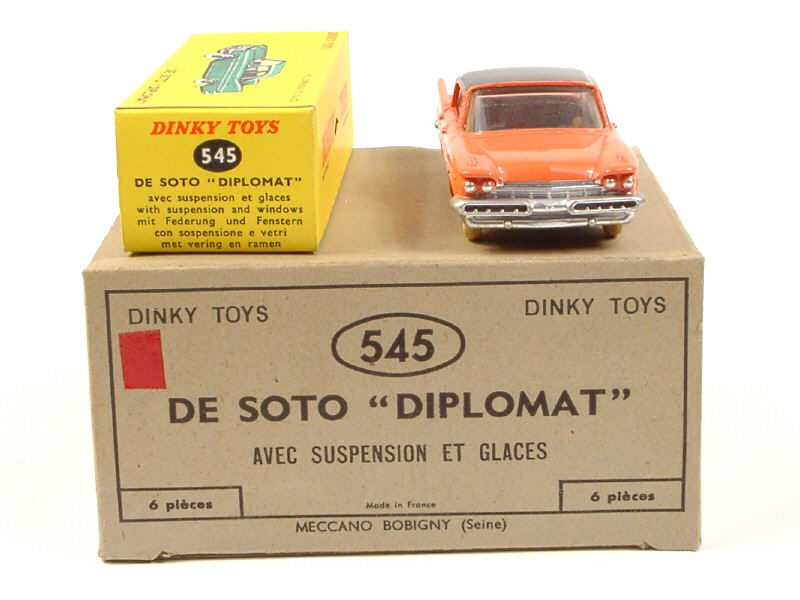 DINKY TOYS
545
DE SOTO "DIPLOMAT"
avec suspension et glaces
with suspension and windows
mit Federung und Fenstern
con sospensione e vetri
met vering en ramen
DINKY TOYS
DINKY TOYS
545
DE SOTO “DIPLOMAT”
AVEC SUSPENSION ET GLACES
6 pièces
Made in France
6 pièces
MECCANO BOBIGNY (Seine)